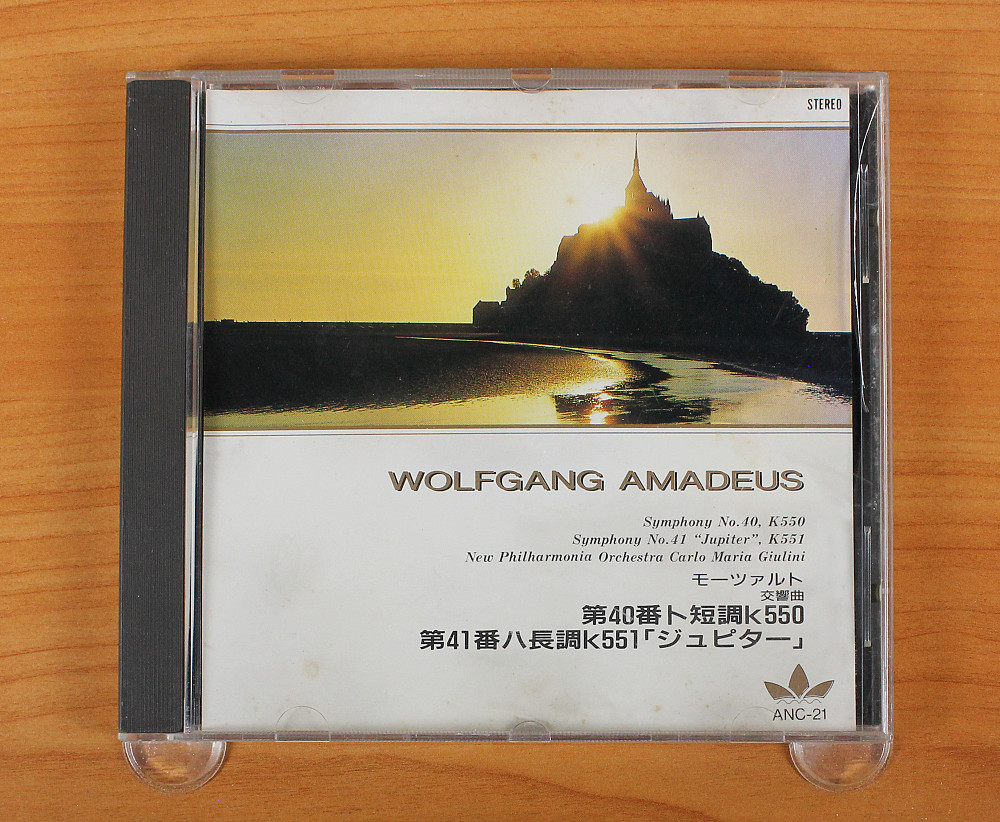 STEREO
WOLFGANG AMADEUS
Symphony No.40, K550
Symphony No.41 “Jupiter”, K551
New Philharmonia Orchestra Carlo Maria Giulini
モーツァルト
交響曲
第40番ト短調K550
第41番ハ長調K551「ジュピター」
ANC-21